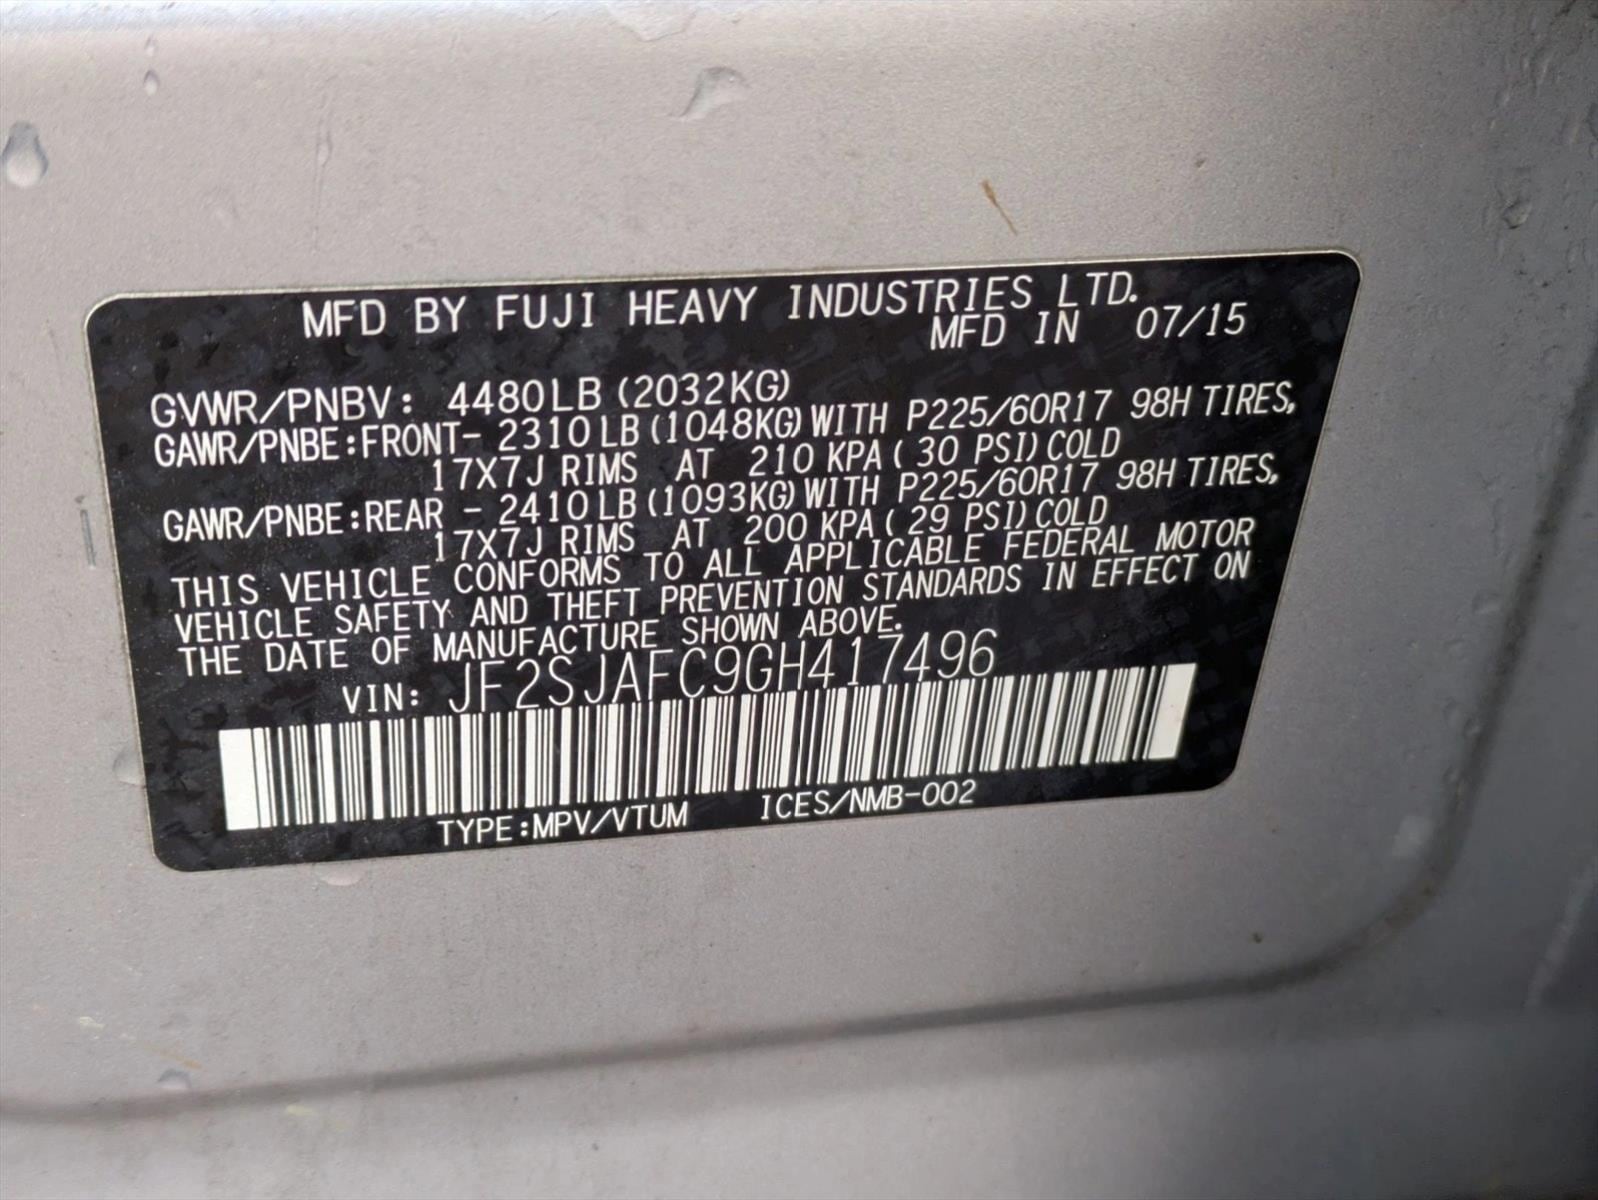 MFD BY FUJI HEAVY INDUSTRIES LTD.
MFD IN 07/15
GVWR/PNBV: 4480LB (2032KG)
GAWR/PNBE:FRONT- 2310LB (1048KG) WITH P225/60R17 98H TIRES,
17X7J RIMS AT 210 KPA ( 30 PSI) COLD
GAWR/PNBE:REAR - 2410LB (1093KG) WITH P225/60R17 98H TIRES,
17X7J RIMS AT 200 KPA ( 29 PSI) COLD
THIS VEHICLE CONFORMS TO ALL APPLICABLE FEDERAL MOTOR
VEHICLE SAFETY AND THEFT PREVENTION STANDARDS IN EFFECT ON
THE DATE OF MANUFACTURE SHOWN ABOVE.
VIN: JF2SJAFC9GH417496
TYPE:MPV/VTUM ICES/NMB-002